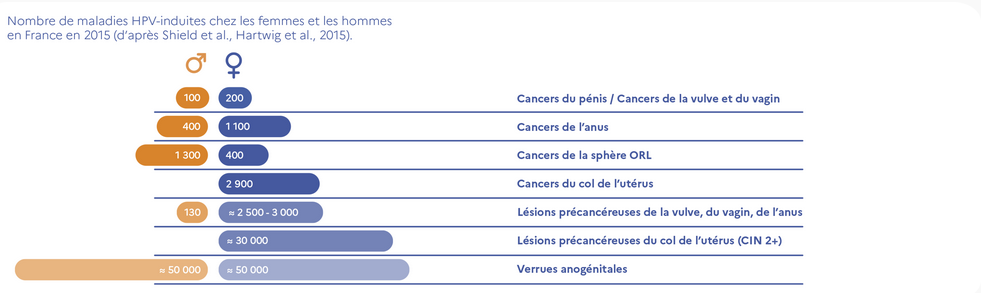 Nombre de maladies HPV-induites chez les femmes et les hommes
en France en 2015 (d'après Shield et al., Hartwig et al., 2015).
♂ ♀
100 200 Cancers du pénis / Cancers de la vulve et du vagin
400 1 100 Cancers de l'anus
1 300 400 Cancers de la sphère ORL
2 900 Cancers du col de l'utérus
130 ≈ 2 500 - 3 000 Lésions précancéreuses de la vulve, du vagin, de l'anus
≈ 30 000 Lésions précancéreuses du col de l'utérus (CIN 2+)
≈ 50 000 ≈ 50 000 Verrues anogénitales